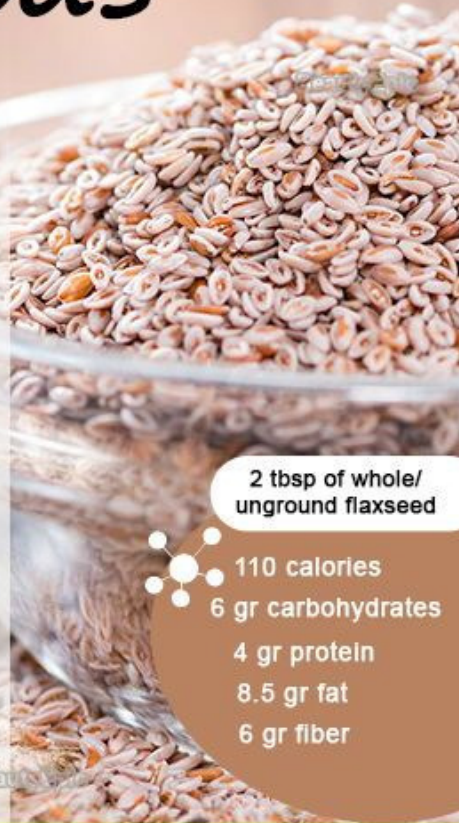 2 tbsp of whole/
unground flaxseed
110 calories
6 gr carbohydrates
4 gr protein
8.5 gr fat
6 gr fiber